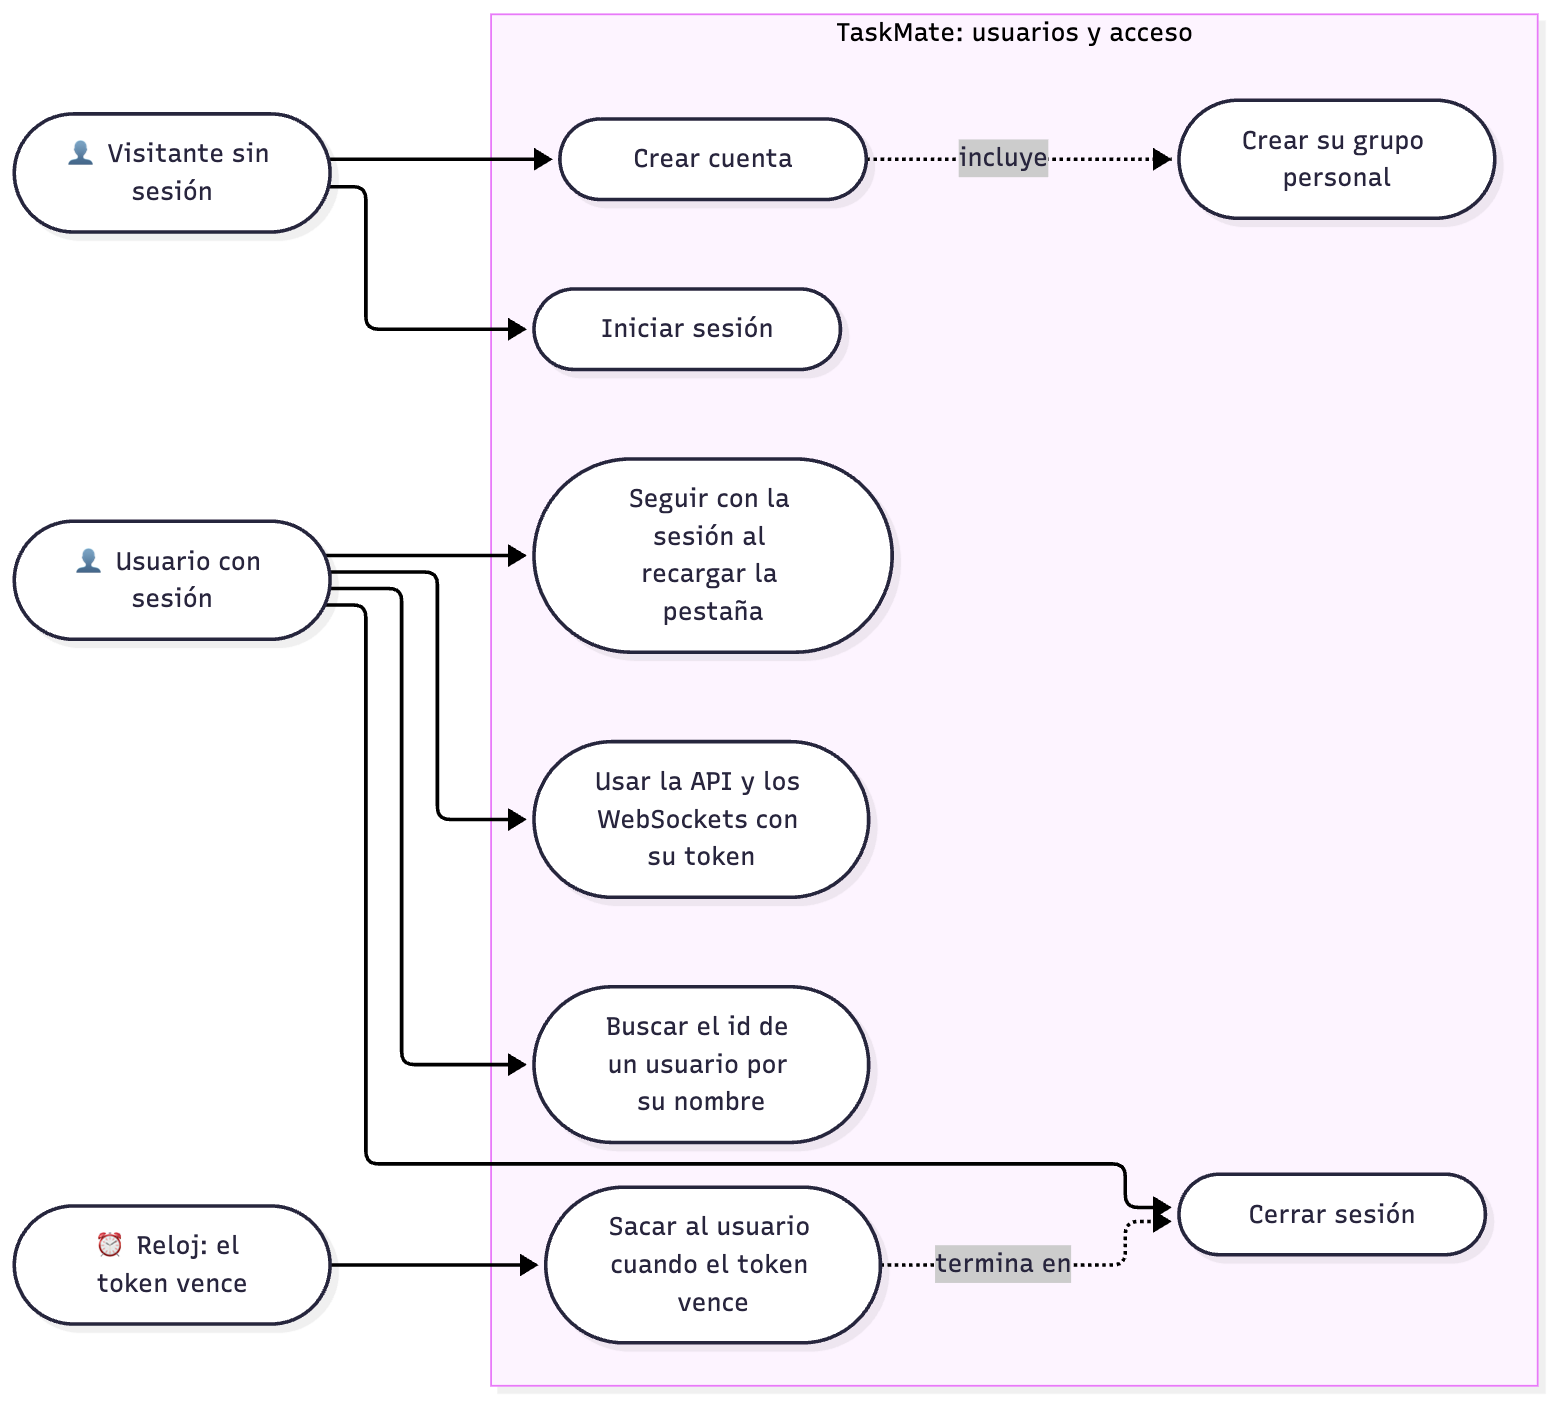 TaskMate: usuarios y acceso
Visitante sin
sesión
Crear cuenta
incluye
Crear su grupo
personal
Iniciar sesión
Seguir con la
sesión al
recargar la
pestaña
Usuario con
sesión
Usar la API y los
WebSockets con
su token
Buscar el id de
un usuario por
su nombre
Cerrar sesión
Reloj: el
token vence
Sacar al usuario
cuando el token
vence
termina en